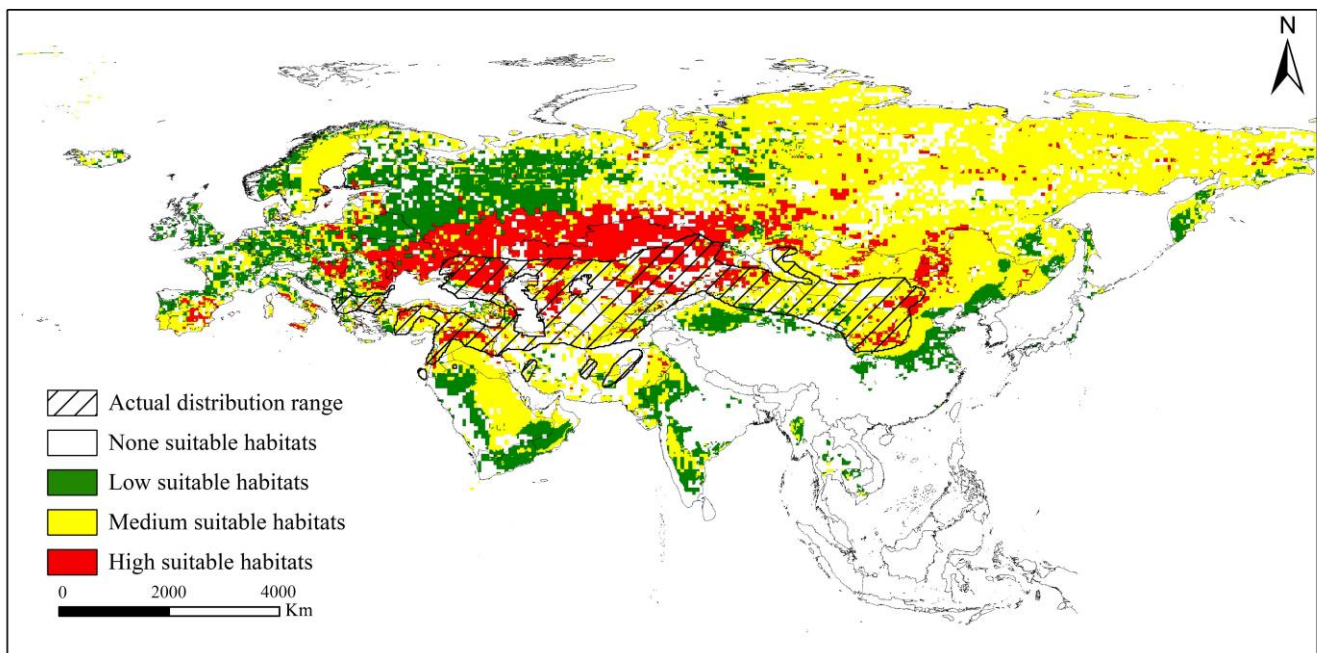 N
Actual distribution range
None suitable habitats
Low suitable habitats
Medium suitable habitats
High suitable habitats
0 2000 4000
Km